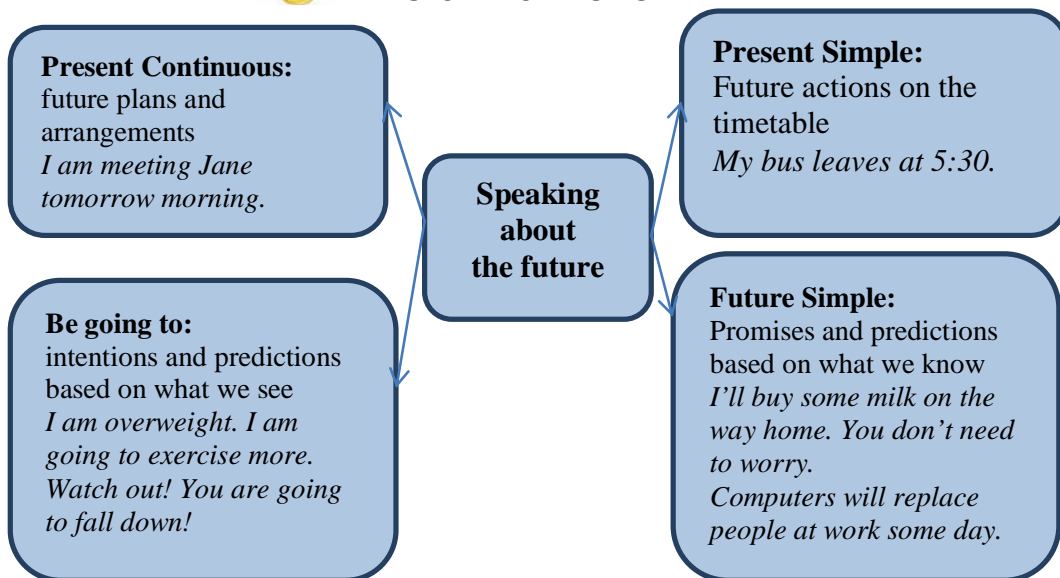 Present Continuous:
future plans and
arrangements
I am meeting Jane
tomorrow morning.
Present Simple:
Future actions on the
timetable
My bus leaves at 5:30.
Speaking
about
the future
Be going to:
intentions and predictions
based on what we see
I am overweight. I am
going to exercise more.
Watch out! You are going
to fall down!
Future Simple:
Promises and predictions
based on what we know
I’ll buy some milk on the
way home. You don’t need
to worry.
Computers will replace
people at work some day.